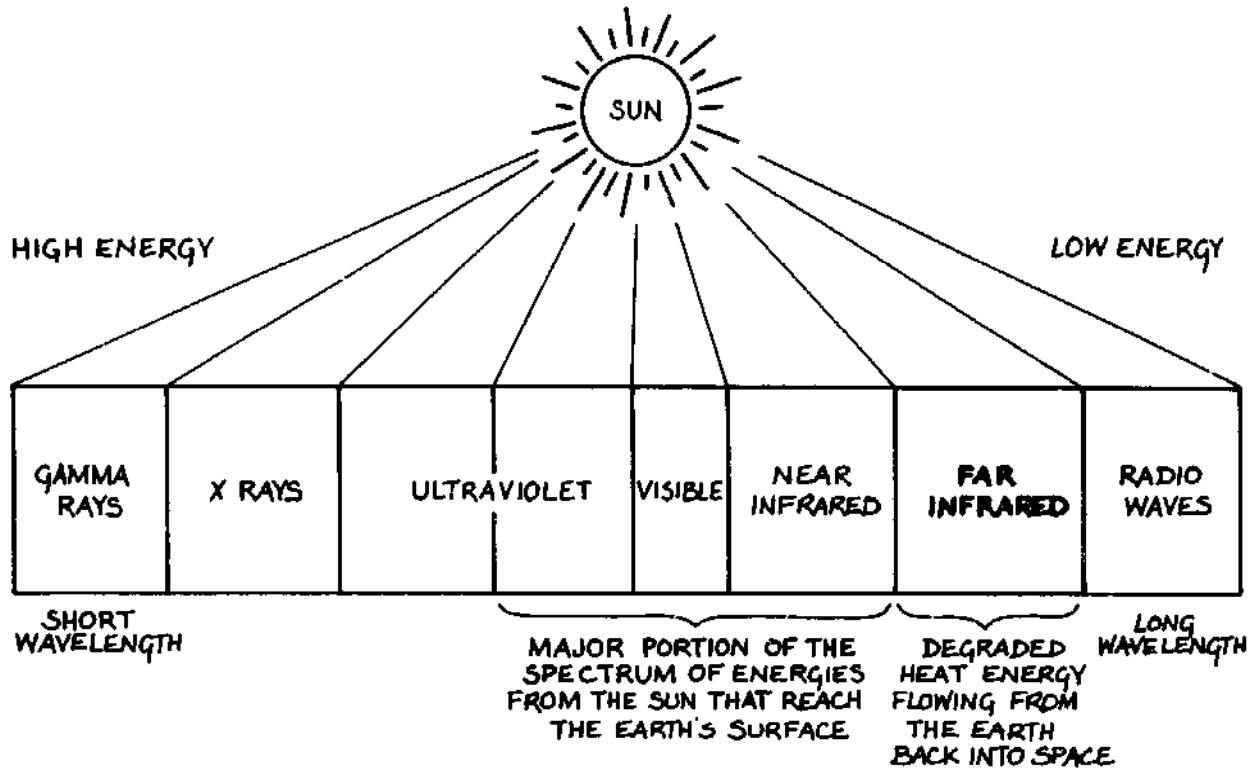 SUN
HIGH ENERGY
LOW ENERGY
GAMMA
RAYS
X RAYS
ULTRAVIOLET
VISIBLE
NEAR
INFRARED
FAR
INFRARED
RADIO
WAVES
SHORT
WAVELENGTH
MAJOR PORTION OF THE
SPECTRUM OF ENERGIES
FROM THE SUN THAT REACH
THE EARTH'S SURFACE
DEGRADED
HEAT ENERGY
FLOWING FROM
THE EARTH
BACK INTO SPACE
LONG
WAVELENGTH